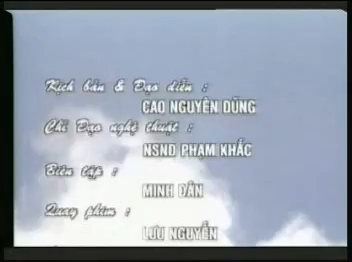 Kịch bản & Đạo diễn :
CAO NGUYÊN DŨNG
Chỉ Đạo nghệ thuật :
NSND PHẠM KHẮC
Biên tập :
MINH ĐÂN
Quay phim :
LƯU NGUYỄN